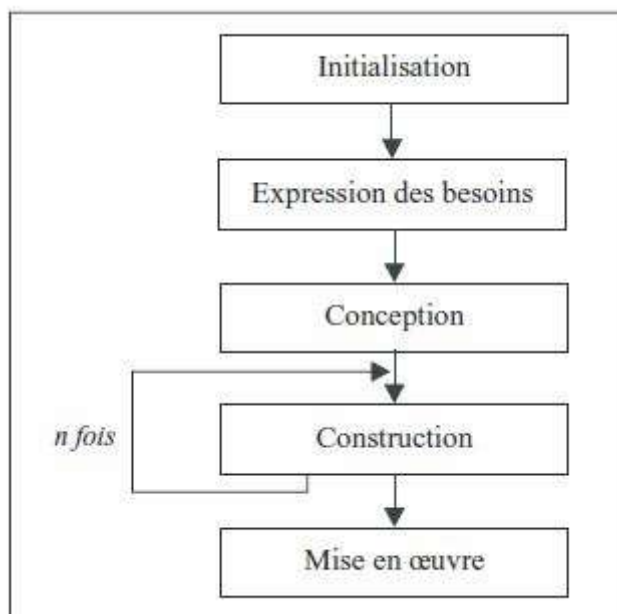 Initialisation
Expression des besoins
Conception
n fois
Construction
Mise en œuvre